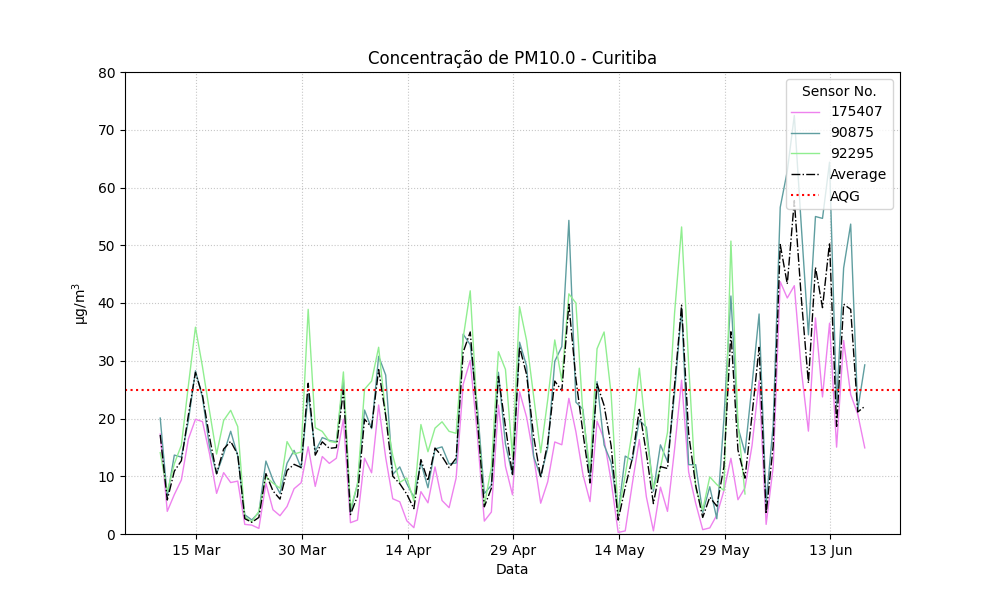 Concentração de PM10.0 - Curitiba
80
70
60
50
40
30
20
10
0
µg/m³
Sensor No.
175407
90875
92295
Average
AQG
15 Mar
30 Mar
14 Apr
29 Apr
14 May
29 May
13 Jun
Data